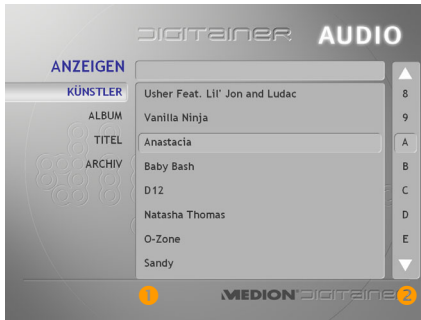 DIGITAINER AUDIO
ANZEIGEN
KÜNSTLER
ALBUM
TITEL
ARCHIV
Usher Feat. Lil' Jon and Ludac
Vanilla Ninja
Anastacia
Baby Bash
D12
Natasha Thomas
O-Zone
Sandy
8
9
A
B
C
D
E
1
MEDION DIGITAINER
2